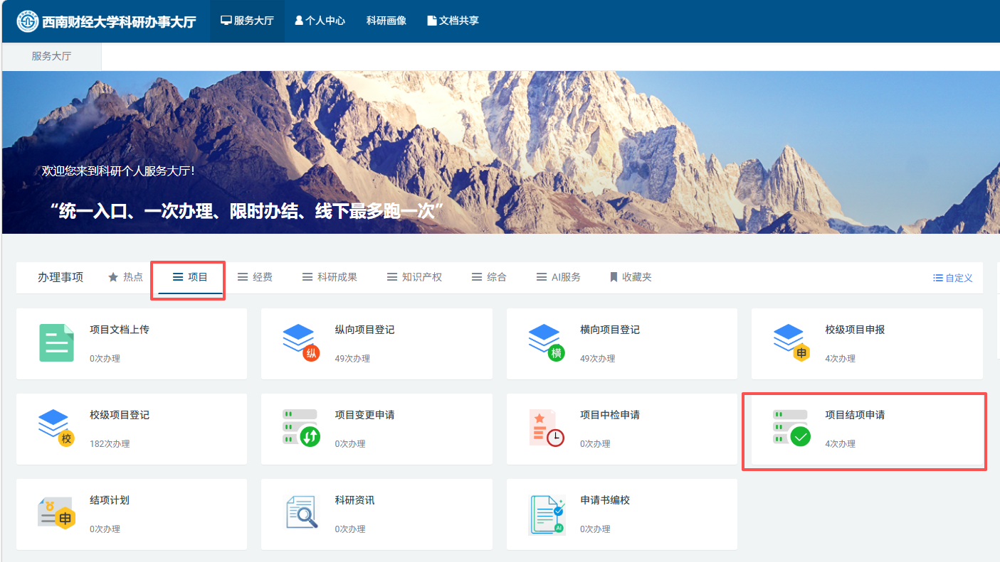 西南财经大学科研办事大厅 服务大厅 个人中心 科研画像 文档共享
服务大厅
欢迎您来到科研个人服务大厅！
“统一入口、一次办理、限时办结、线下最多跑一次”
办理事项 热点 项目 经费 科研成果 知识产权 综合 AI服务 收藏夹 自定义
项目文档上传
0次办理
纵
纵向项目登记
49次办理
横
横向项目登记
49次办理
申
校级项目申报
4次办理
校
校级项目登记
182次办理
项目变更申请
0次办理
项目中检申请
0次办理
项目结项申请
4次办理
申
结项计划
0次办理
科研资讯
0次办理
AI
申请书编校
0次办理